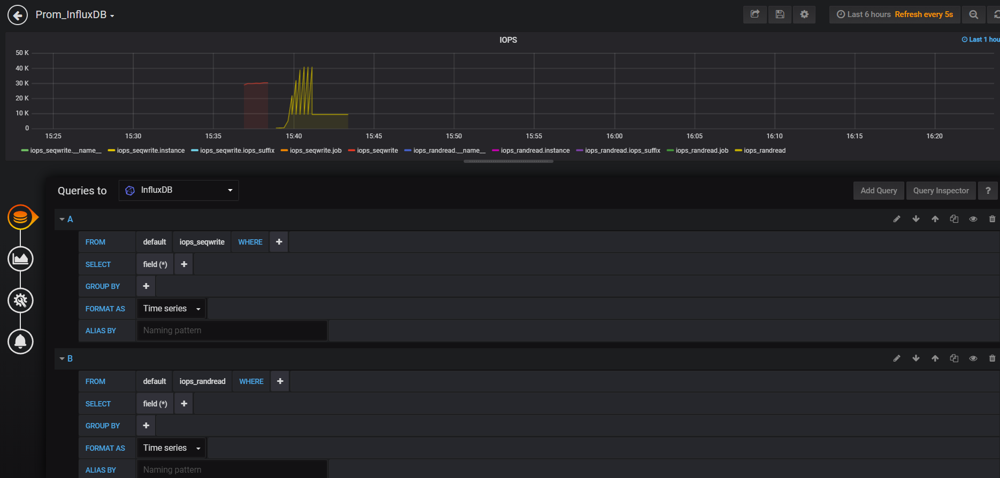 Prom_InfluxDB
Last 6 hours Refresh every 5s
IOPS
Last 1 hou
50 K
40 K
30 K
20 K
10 K
0
15:25 15:30 15:35 15:40 15:45 15:50 15:55 16:00 16:05 16:10 16:15 16:20
iops_seqwrite.__name__ iops_seqwrite.instance iops_seqwrite.iops_suffix iops_seqwrite.job iops_seqwrite iops_randread.__name__ iops_randread.instance iops_randread.iops_suffix iops_randread.job iops_randread
Queries to InfluxDB Add Query Query Inspector ?
A
FROM default iops_seqwrite WHERE +
SELECT field (*) +
GROUP BY +
FORMAT AS Time series
ALIAS BY Naming pattern
B
FROM default iops_randread WHERE +
SELECT field (*) +
GROUP BY +
FORMAT AS Time series
ALIAS BY Naming pattern